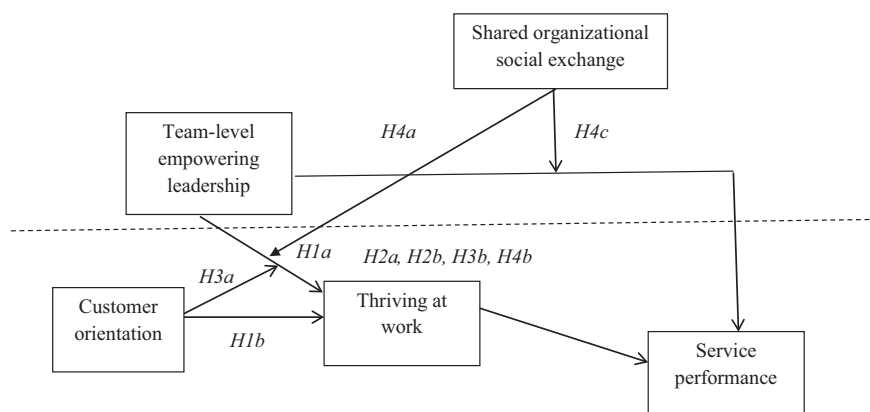 Shared organizational
social exchange
Team-level
empowering
leadership
H4a
H4c
H1a
H2a, H2b, H3b, H4b
H3a
Customer
orientation
Thriving at
work
H1b
Service
performance